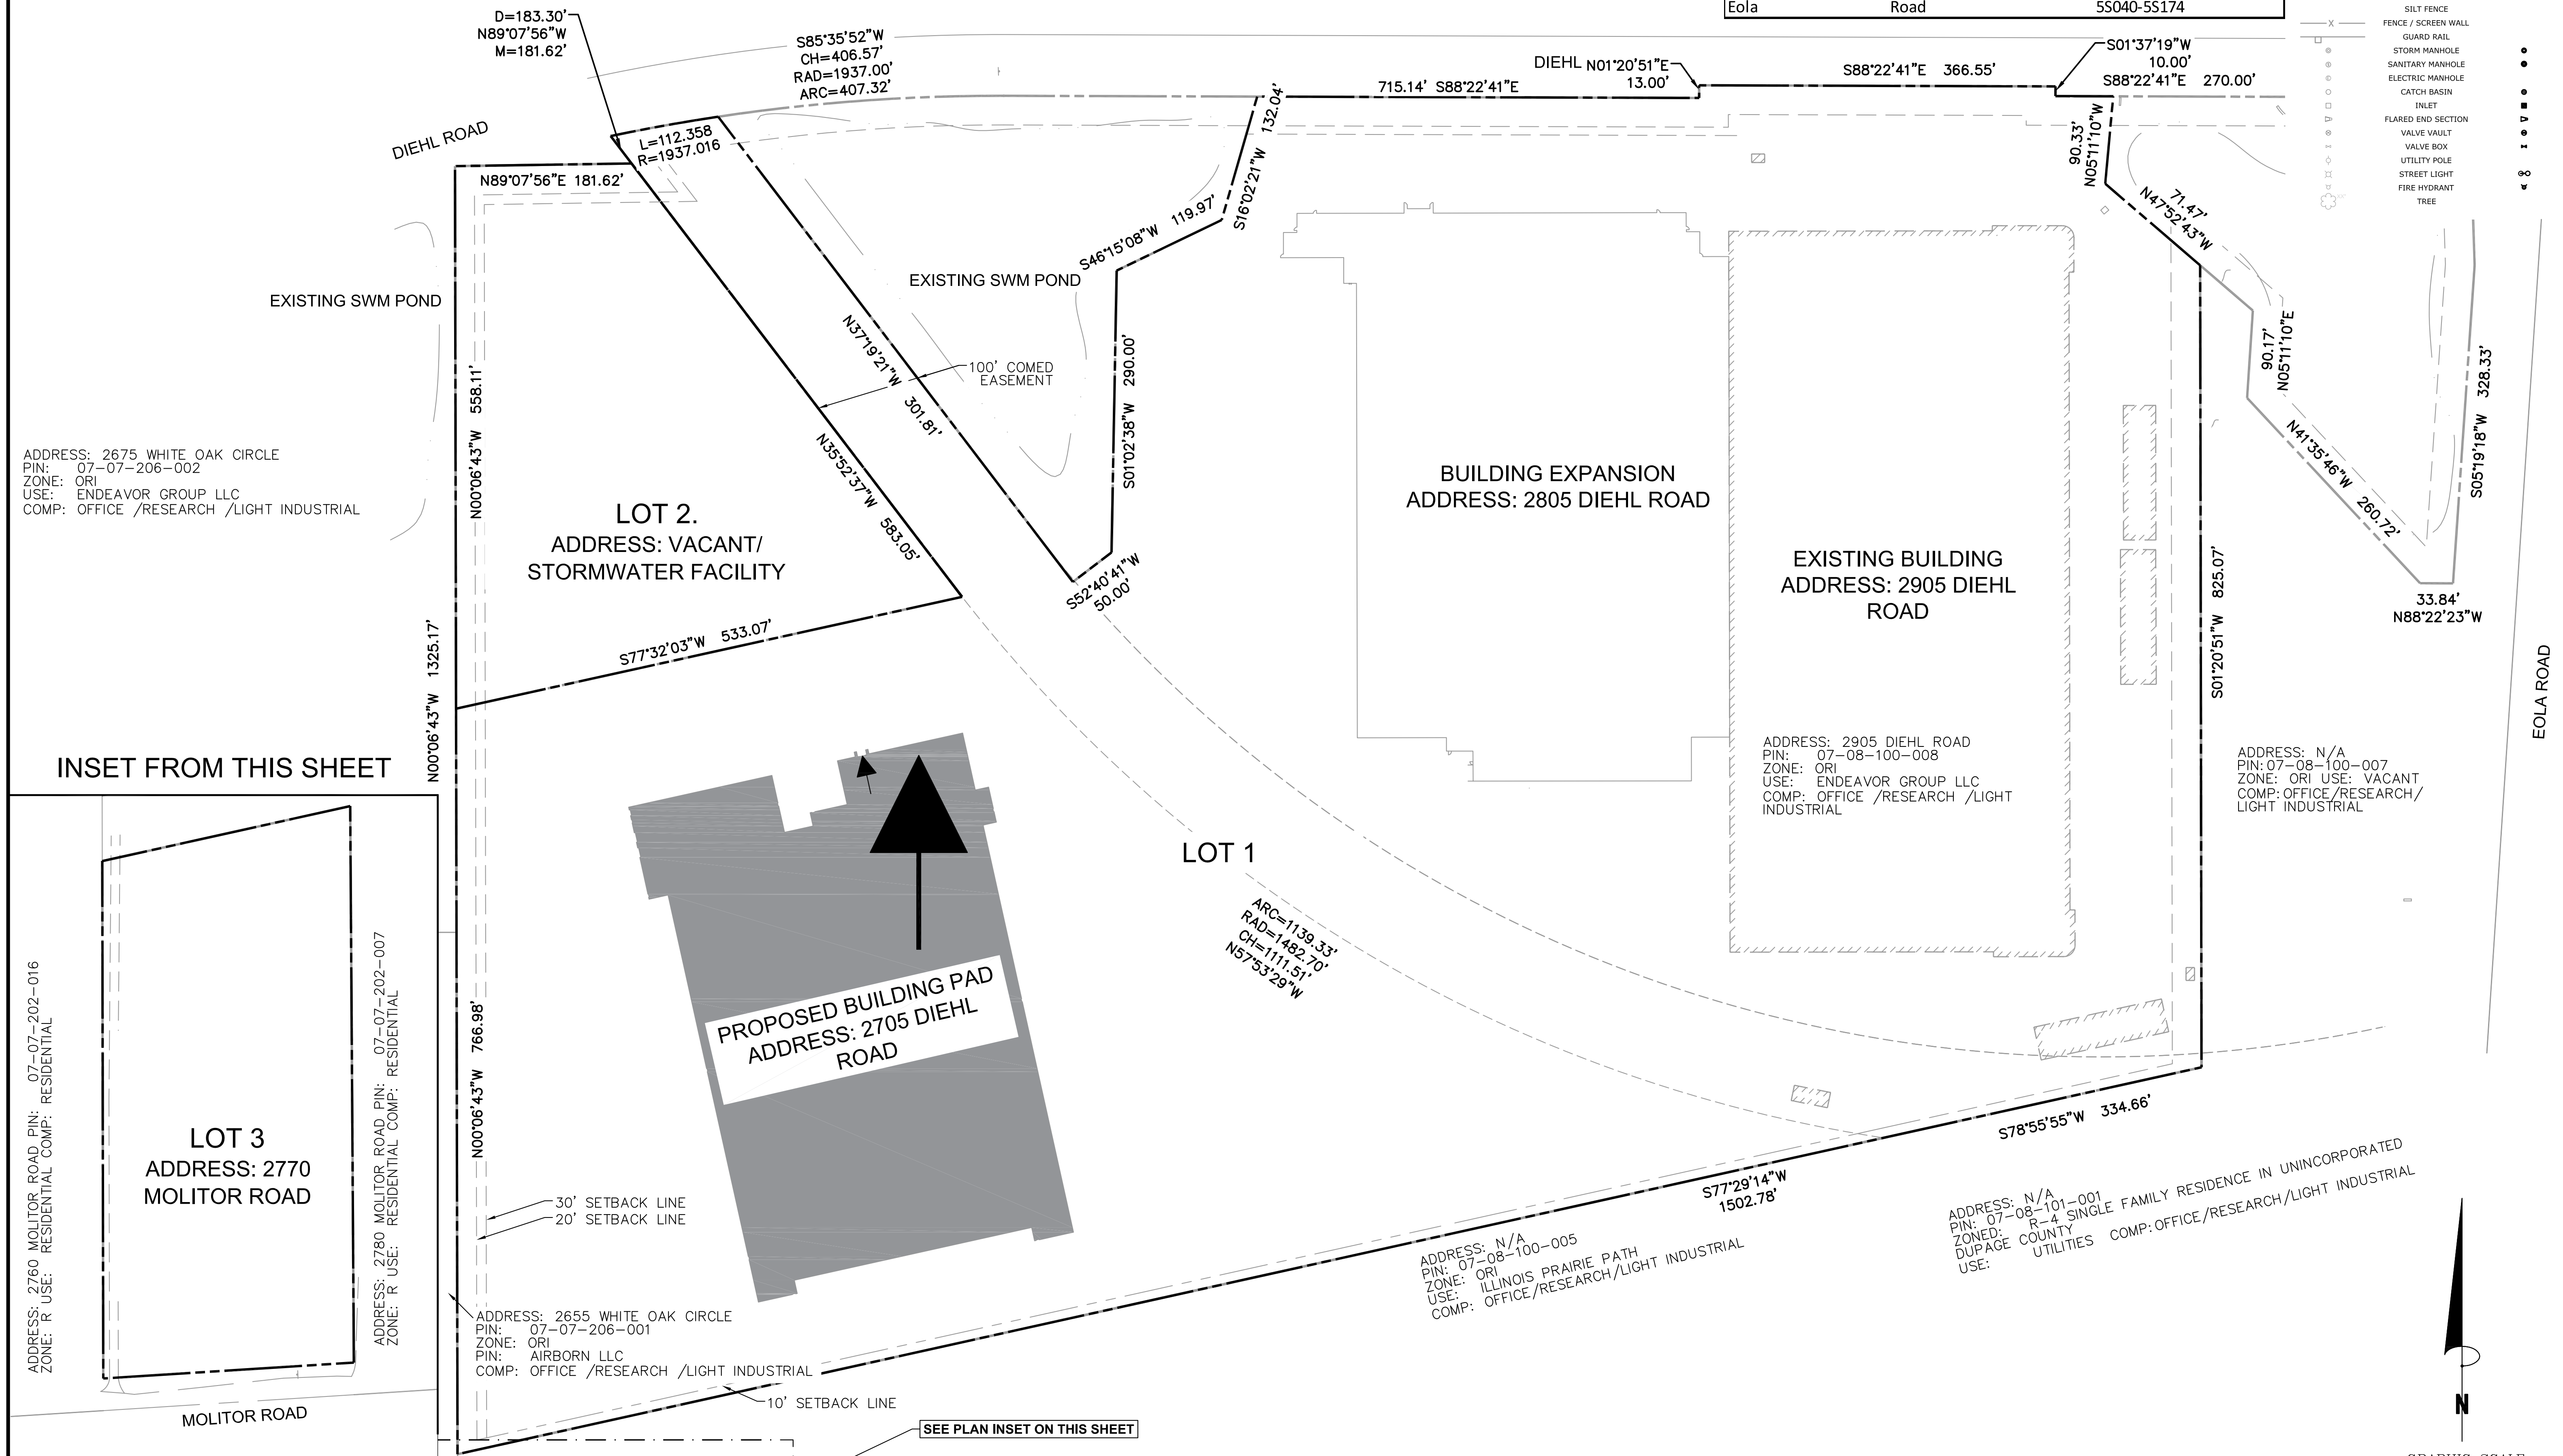 Eola Road 5S040-5S174
SILT FENCE
FENCE / SCREEN WALL
GUARD RAIL
STORM MANHOLE
SANITARY MANHOLE
ELECTRIC MANHOLE
CATCH BASIN
INLET
FLARED END SECTION
VALVE VAULT
VALVE BOX
UTILITY POLE
STREET LIGHT
FIRE HYDRANT
TREE
D=183.30'
N89°07'56"W
M=181.62'
S85°35'52"W
CH=406.57'
RAD=1937.00'
ARC=407.32'
DIEHL ROAD
L=112.358
R=1937.016
N89°07'56"E 181.62'
132.04'
S16°02'21"W
715.14' S88°22'41"E
DIEHL
N01°20'51"E
13.00'
S88°22'41"E 366.55'
S01°37'19"W
10.00'
S88°22'41"E 270.00'
90.33'
N05°11'10"W
71.47'
N47°52'43"W
90.17'
N05°11'10"E
N41°35'46"W 260.72'
S05°19'18"W 328.33'
33.84'
N88°22'23"W
EOLA ROAD
S46°15'08"W 119.97'
EXISTING SWM POND
EXISTING SWM POND
N37°19'21"W 301.81'
100' COMED
EASEMENT
S01°02'38"W 290.00'
N35°52'37"W 583.05'
S52°40'41"W
50.00'
N00°06'43"W 558.11'
ADDRESS: 2675 WHITE OAK CIRCLE
PIN: 07-07-206-002
ZONE: ORI
USE: ENDEAVOR GROUP LLC
COMP: OFFICE /RESEARCH /LIGHT INDUSTRIAL
LOT 2.
ADDRESS: VACANT/
STORMWATER FACILITY
S77°32'03"W 533.07'
N00°06'43"W 1325.17'
BUILDING EXPANSION
ADDRESS: 2805 DIEHL ROAD
EXISTING BUILDING
ADDRESS: 2905 DIEHL
ROAD
S01°20'51"W 825.07'
ADDRESS: 2905 DIEHL ROAD
PIN: 07-08-100-008
ZONE: ORI
USE: ENDEAVOR GROUP LLC
COMP: OFFICE /RESEARCH /LIGHT
INDUSTRIAL
ADDRESS: N/A
PIN: 07-08-100-007
ZONE: ORI USE: VACANT
COMP: OFFICE/RESEARCH/
LIGHT INDUSTRIAL
INSET FROM THIS SHEET
ADDRESS: 2760 MOLITOR ROAD PIN: 07-07-202-016
ZONE: R USE: RESIDENTIAL COMP: RESIDENTIAL
LOT 3
ADDRESS: 2770
MOLITOR ROAD
ADDRESS: 2780 MOLITOR ROAD PIN: 07-07-202-007
ZONE: R USE: RESIDENTIAL COMP: RESIDENTIAL
MOLITOR ROAD
LOT 1
ARC=1139.33'
RAD=1482.70'
CH=1111.51'
N57°53'29"W
PROPOSED BUILDING PAD
ADDRESS: 2705 DIEHL
ROAD
N00°06'43"W 766.98'
30' SETBACK LINE
20' SETBACK LINE
ADDRESS: 2655 WHITE OAK CIRCLE
PIN: 07-07-206-001
ZONE: ORI
PIN: AIRBORN LLC
COMP: OFFICE /RESEARCH /LIGHT INDUSTRIAL
10' SETBACK LINE
SEE PLAN INSET ON THIS SHEET
S78°55'55"W 334.66'
S77°29'14"W
1502.78'
ADDRESS: N/A
PIN: 07-08-100-005
ZONE: ORI
USE: ILLINOIS PRAIRIE PATH
COMP: OFFICE/RESEARCH/LIGHT INDUSTRIAL
ADDRESS: N/A
PIN: 07-08-101-001
ZONED: R-4 SINGLE FAMILY RESIDENCE IN UNINCORPORATED
DUPAGE COUNTY
USE: UTILITIES COMP: OFFICE/RESEARCH/LIGHT INDUSTRIAL
N
GRAPHIC SCALE